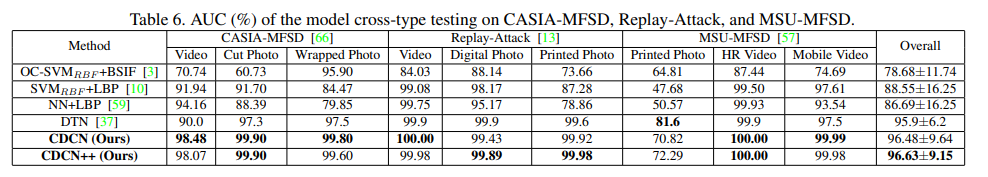 Table 6. AUC (%) of the model cross-type testing on CASIA-MFSD, Replay-Attack, and MSU-MFSD.
Method CASIA-MFSD [66] Replay-Attack [13] MSU-MFSD [57] Overall
Video Cut Photo Wrapped Photo Video Digital Photo Printed Photo Printed Photo HR Video Mobile Video
OC-SVMRBF+BSIF [3] 70.74 60.73 95.90 84.03 88.14 73.66 64.81 87.44 74.69 78.68±11.74
SVMRBF+LBP [10] 91.94 91.70 84.47 99.08 98.17 87.28 47.68 99.50 97.61 88.55±16.25
NN+LBP [59] 94.16 88.39 79.85 99.75 95.17 78.86 50.57 99.93 93.54 86.69±16.25
DTN [37] 90.0 97.3 97.5 99.9 99.9 99.6 81.6 99.9 97.5 95.9±6.2
CDCN (Ours) 98.48 99.90 99.80 100.00 99.43 99.92 70.82 100.00 99.99 96.48±9.64
CDCN++ (Ours) 98.07 99.90 99.60 99.98 99.89 99.98 72.29 100.00 99.98 96.63±9.15